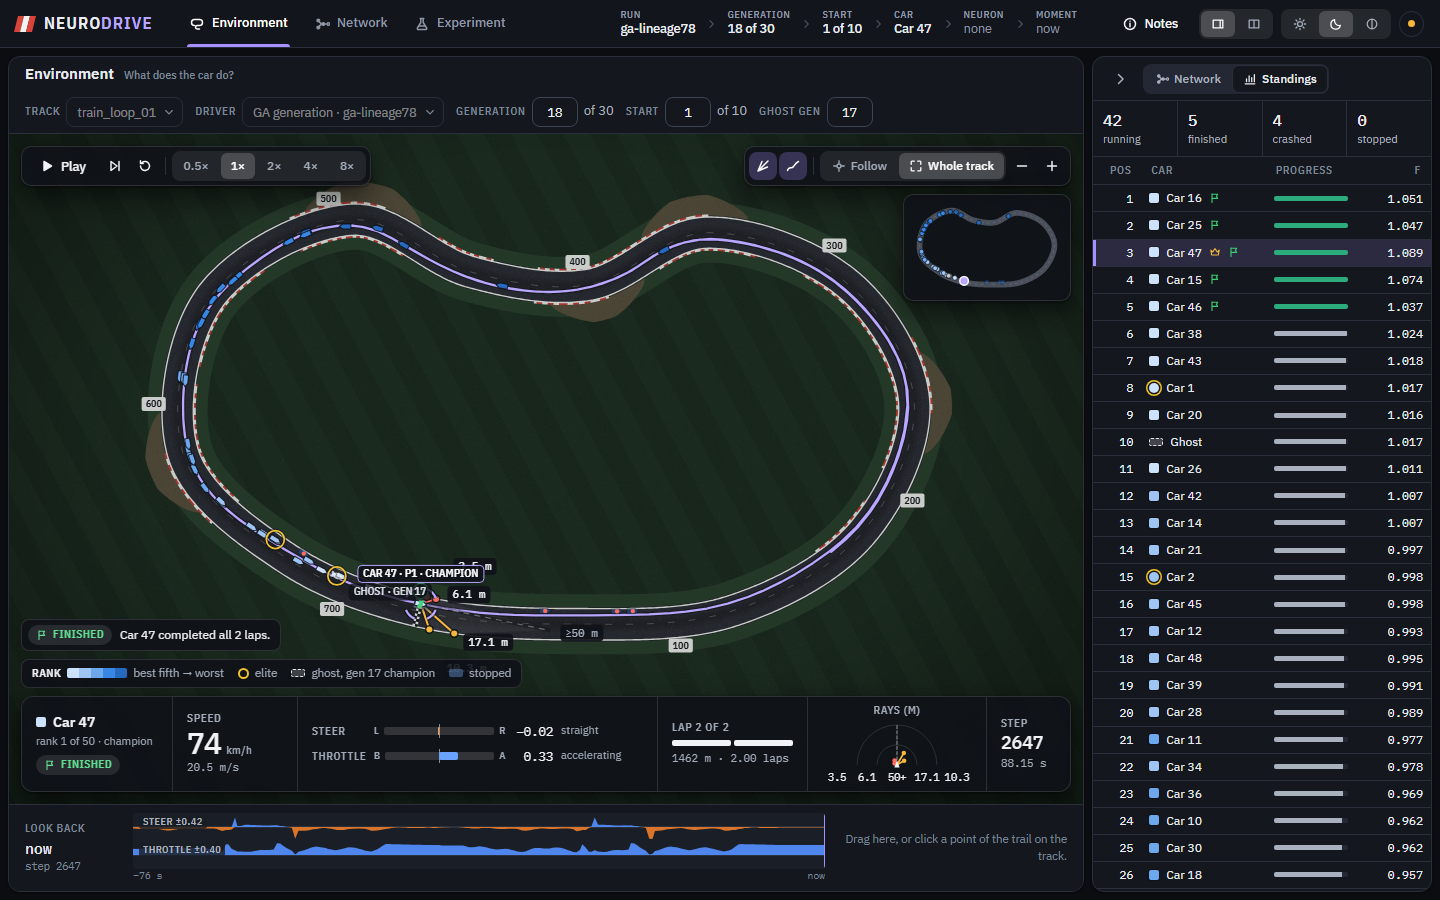 NEURODRIVE
Environment
Network
Experiment
RUN
ga-lineage78
GENERATION
18 of 30
START
1 of 10
CAR
Car 47
NEURON
none
MOMENT
now
Notes
Environment What does the car do?
TRACK train_loop_01 DRIVER GA generation · ga-lineage78 GENERATION 18 of 30 START 1 of 10 GHOST GEN 17
Play 0.5× 1× 2× 4× 8×
Follow Whole track − +
500
400
300
600
200
700
100
CAR 47 · P1 · CHAMPION
GHOST · GEN 17
6.1 m
17.1 m
≥50 m
FINISHED Car 47 completed all 2 laps.
RANK best fifth → worst elite ghost, gen 17 champion stopped
Car 47
rank 1 of 50 · champion
FINISHED
SPEED
74 km/h
20.5 m/s
STEER L R −0.02 straight
THROTTLE B A 0.33 accelerating
LAP 2 OF 2
1462 m · 2.00 laps
RAYS (M)
3.5 6.1 50+ 17.1 10.3
STEP
2647
88.15 s
LOOK BACK
now
step 2647
STEER ±0.42
THROTTLE ±0.40
−76 s
now
Drag here, or click a point of the trail on the
track.
Network Standings
42 5 4 0
running finished crashed stopped
POS CAR PROGRESS F
1 Car 16 1.051
2 Car 25 1.047
3 Car 47 1.089
4 Car 15 1.074
5 Car 46 1.037
6 Car 38 1.024
7 Car 43 1.018
8 Car 1 1.017
9 Car 20 1.016
10 Ghost 1.017
11 Car 26 1.011
12 Car 42 1.007
13 Car 14 1.007
14 Car 21 0.997
15 Car 2 0.998
16 Car 45 0.998
17 Car 12 0.993
18 Car 48 0.995
19 Car 39 0.991
20 Car 28 0.989
21 Car 11 0.977
22 Car 34 0.978
23 Car 36 0.969
24 Car 10 0.962
25 Car 30 0.962
26 Car 18 0.957